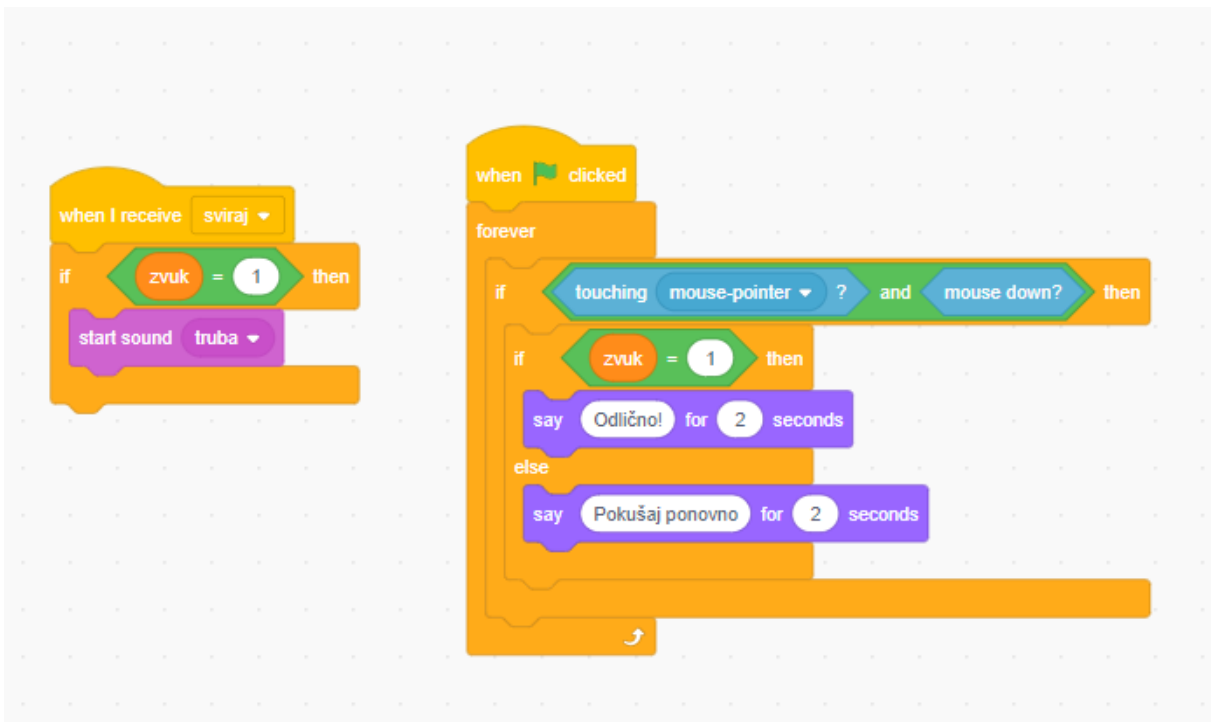 when I receive sviraj
if zvuk = 1 then
start sound truba
when clicked
forever
if touching mouse-pointer ? and mouse down? then
if zvuk = 1 then
say Odlično! for 2 seconds
else
say Pokušaj ponovno for 2 seconds